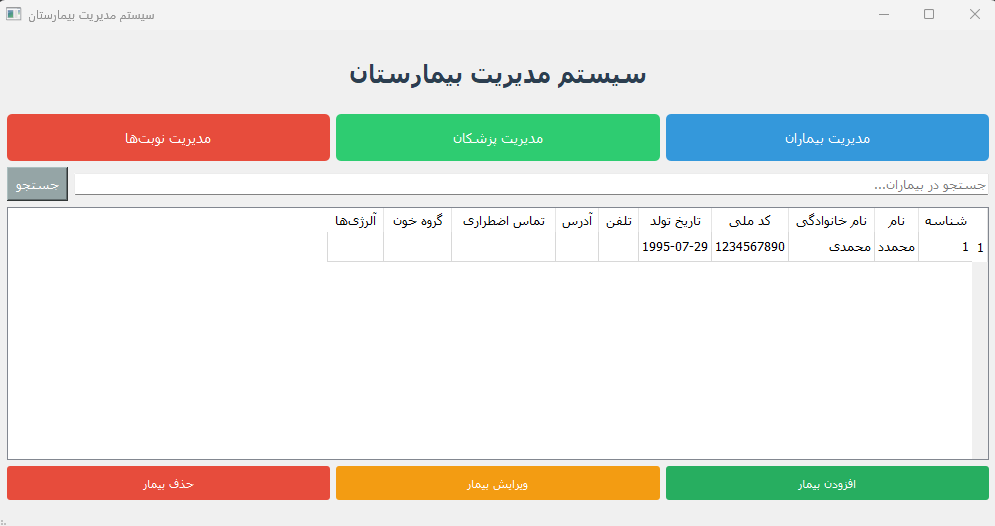 سیستم مدیریت بیمارستان
سیستم مدیریت بیمارستان
مدیریت بیماران مدیریت پزشکان مدیریت نوبت‌ها
جستجو در بیماران... جستجو
شناسه نام نام خانوادگی کد ملی تاریخ تولد تلفن آدرس تماس اضطراری گروه خون آلرژی‌ها
1 1 محمدد محمدی 1234567890 1995-07-29
افزودن بیمار ویرایش بیمار حذف بیمار